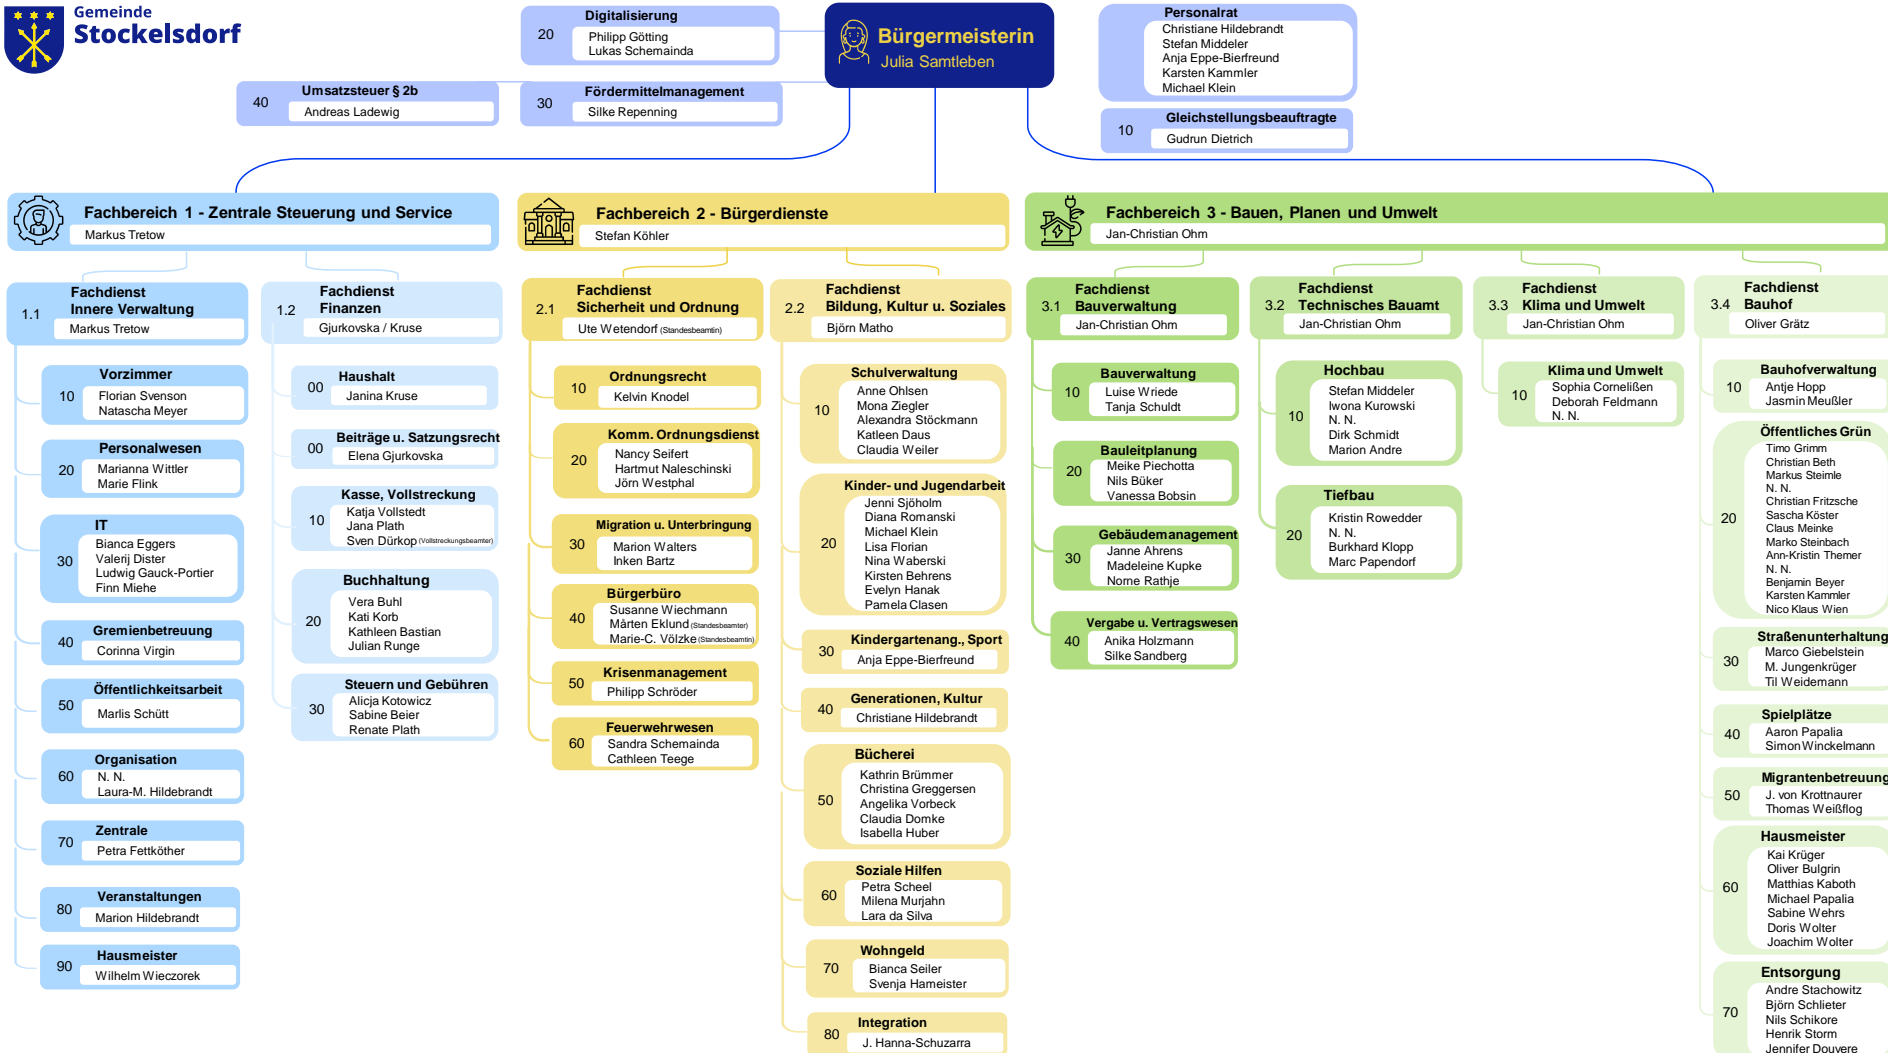 Gemeinde
Stockelsdorf
Digitalisierung
20
Philipp Götting
Lukas Schemainda
Bürgermeisterin
Julia Samtleben
Personalrat
Christiane Hildebrandt
Stefan Middeler
Anja Eppe-Bierfreund
Karsten Kammler
Michael Klein
Umsatzsteuer § 2b
40
Andreas Ladewig
Fördermittelmanagement
30
Silke Repenning
Gleichstellungsbeauftragte
10
Gudrun Dietrich
Fachbereich 1 - Zentrale Steuerung und Service
Markus Tretow
Fachdienst
Innere Verwaltung
1.1
Markus Tretow
Vorzimmer
10
Florian Svenson
Natascha Meyer
Personalwesen
20
Marianna Wittler
Marie Flink
IT
30
Bianca Eggers
Valerij Dister
Ludwig Gauck-Portier
Finn Miehe
Gremienbetreuung
40
Corinna Virgin
Öffentlichkeitsarbeit
50
Marlis Schütt
Organisation
60
N. N.
Laura-M. Hildebrandt
Zentrale
70
Petra Fettköther
Veranstaltungen
80
Marion Hildebrandt
Hausmeister
90
Wilhelm Wieczorek
Fachdienst
Finanzen
1.2
Gjurkovska / Kruse
Haushalt
00
Janina Kruse
Beiträge u. Satzungsrecht
00
Elena Gjurkovska
Kasse, Vollstreckung
10
Katja Vollstedt
Jana Plath
Sven Dürkop (Vollstreckungsbeamter)
Buchhaltung
20
Vera Buhl
Kati Korb
Kathleen Bastian
Julian Runge
Steuern und Gebühren
30
Alicja Kotowicz
Sabine Beier
Renate Plath
Fachbereich 2 - Bürgerdienste
Stefan Köhler
Fachdienst
Sicherheit und Ordnung
2.1
Ute Wetendorf (Standesbeamtin)
Ordnungsrecht
10
Kelvin Knodel
Komm. Ordnungsdienst
20
Nancy Seifert
Hartmut Naleschinski
Jörn Westphal
Migration u. Unterbringung
30
Marion Walters
Inken Bartz
Bürgerbüro
40
Susanne Wiechmann
Mårten Eklund (Standesbeamter)
Marie-C. Völzke (Standesbeamtin)
Krisenmanagement
50
Philipp Schröder
Feuerwehrwesen
60
Sandra Schemainda
Cathleen Teege
Fachdienst
Bildung, Kultur u. Soziales
2.2
Björn Matho
Schulverwaltung
10
Anne Ohlsen
Mona Ziegler
Alexandra Stöckmann
Katleen Daus
Claudia Weiler
Kinder- und Jugendarbeit
20
Jenni Sjöholm
Diana Romanski
Michael Klein
Lisa Florian
Nina Waberski
Kirsten Behrens
Evelyn Hanak
Pamela Clasen
Kindergartenang., Sport
30
Anja Eppe-Bierfreund
Generationen, Kultur
40
Christiane Hildebrandt
Bücherei
50
Kathrin Brümmer
Christina Greggersen
Angelika Vorbeck
Claudia Domke
Isabella Huber
Soziale Hilfen
60
Petra Scheel
Milena Murjahn
Lara da Silva
Wohngeld
70
Bianca Seiler
Svenja Hameister
Integration
80
J. Hanna-Schuzarra
Fachbereich 3 - Bauen, Planen und Umwelt
Jan-Christian Ohm
Fachdienst
Bauverwaltung
3.1
Jan-Christian Ohm
Bauverwaltung
10
Luise Wriede
Tanja Schuldt
Bauleitplanung
20
Meike Piechotta
Nils Büker
Vanessa Bobsin
Gebäudemanagement
30
Janne Ahrens
Madeleine Kupke
Norne Rathje
Vergabe u. Vertragswesen
40
Anika Holzmann
Silke Sandberg
Fachdienst
Technisches Bauamt
3.2
Jan-Christian Ohm
Hochbau
10
Stefan Middeler
Iwona Kurowski
N. N.
Dirk Schmidt
Marion Andre
Tiefbau
20
Kristin Rowedder
N. N.
Burkhard Klopp
Marc Papendorf
Fachdienst
Klima und Umwelt
3.3
Jan-Christian Ohm
Klima und Umwelt
10
Sophia Cornelißen
Deborah Feldmann
N. N.
Fachdienst
Bauhof
3.4
Oliver Grätz
Bauhofverwaltung
10
Antje Hopp
Jasmin Meußler
Öffentliches Grün
20
Timo Grimm
Christian Beth
Markus Steimle
N. N.
Christian Fritzsche
Sascha Köster
Claus Meinke
Marko Steinbach
Ann-Kristin Themer
N. N.
Benjamin Beyer
Karsten Kammler
Nico Klaus Wien
Straßenunterhaltung
30
Marco Giebelstein
M. Jungenkrüger
Til Weidemann
Spielplätze
40
Aaron Papalia
Simon Winckelmann
Migrantenbetreuung
50
J. von Krottnaurer
Thomas Weißflog
Hausmeister
60
Kai Krüger
Oliver Bulgrin
Matthias Kaboth
Michael Papalia
Sabine Wehrs
Doris Wolter
Joachim Wolter
Entsorgung
70
Andre Stachowitz
Björn Schlieter
Nils Schikore
Henrik Storm
Jennifer Douvere